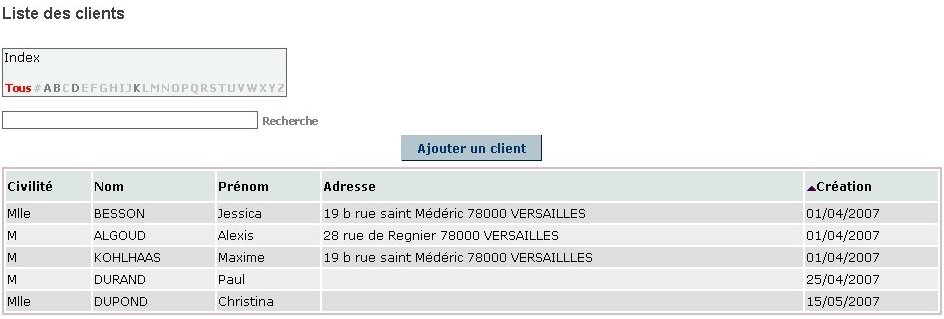 Liste des clients
Index
Tous # A B C D E F G H I J K L M N O P Q R S T U V W X Y Z
Recherche
Ajouter un client
Civilité Nom Prénom Adresse Création
Mlle BESSON Jessica 19 b rue saint Médéric 78000 VERSAILLES 01/04/2007
M ALGOUD Alexis 28 rue de Regnier 78000 VERSAILLES 01/04/2007
M KOHLHAAS Maxime 19 b rue saint Médéric 78000 VERSAILLLES 01/04/2007
M DURAND Paul 25/04/2007
Mlle DUPOND Christina 15/05/2007